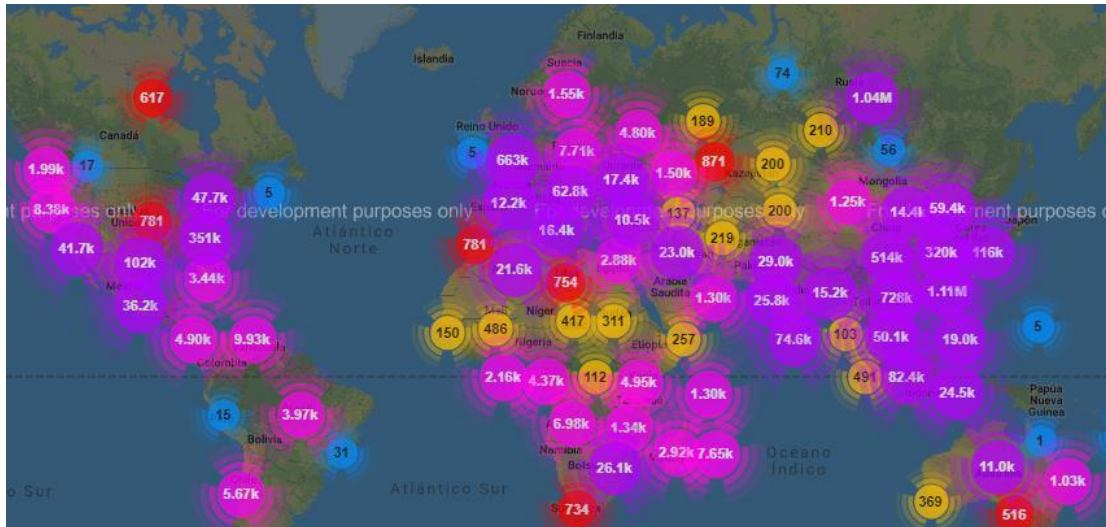 Finlandia
Islandia
Suecia
Norue
74
Rusia
617
1.55k
1.04M
189
210
Canadá
Reino Unido
4.80k
5
7.71k
56
1.99k
17
663k
871
200
17.4k
1.50k
Mongolia
5
47.7k
62.8k
8.38k
12.2k
1.25k
59.4k
14.4k
For development purposes only
781
137
200
Japón
Atlántico
Norte
16.4k
10.5k
351k
219
41.7k
781
23.0k
320k
116k
102k
2.88k
29.0k
514k
21.6k
3.44k
754
Arabia
Saudita
1.30k
15.2k
1.11M
36.2k
25.8k
728k
Níger
417
311
150
486
5
4.90k
9.93k
Nigeria
257
74.6k
103
50.1k
19.0k
Colombia
2.16k
4.37k
112
4.95k
1.30k
491
82.4k
24.5k
Papúa
Nueva
Guinea
15
3.97k
6.98k
1.34k
Bolivia
31
Namibia
2.92k
7.65k
Océano
Índico
1
26.1k
11.0k
1.03k
5.67k
Atlántico Sur
o Sur
734
369
516